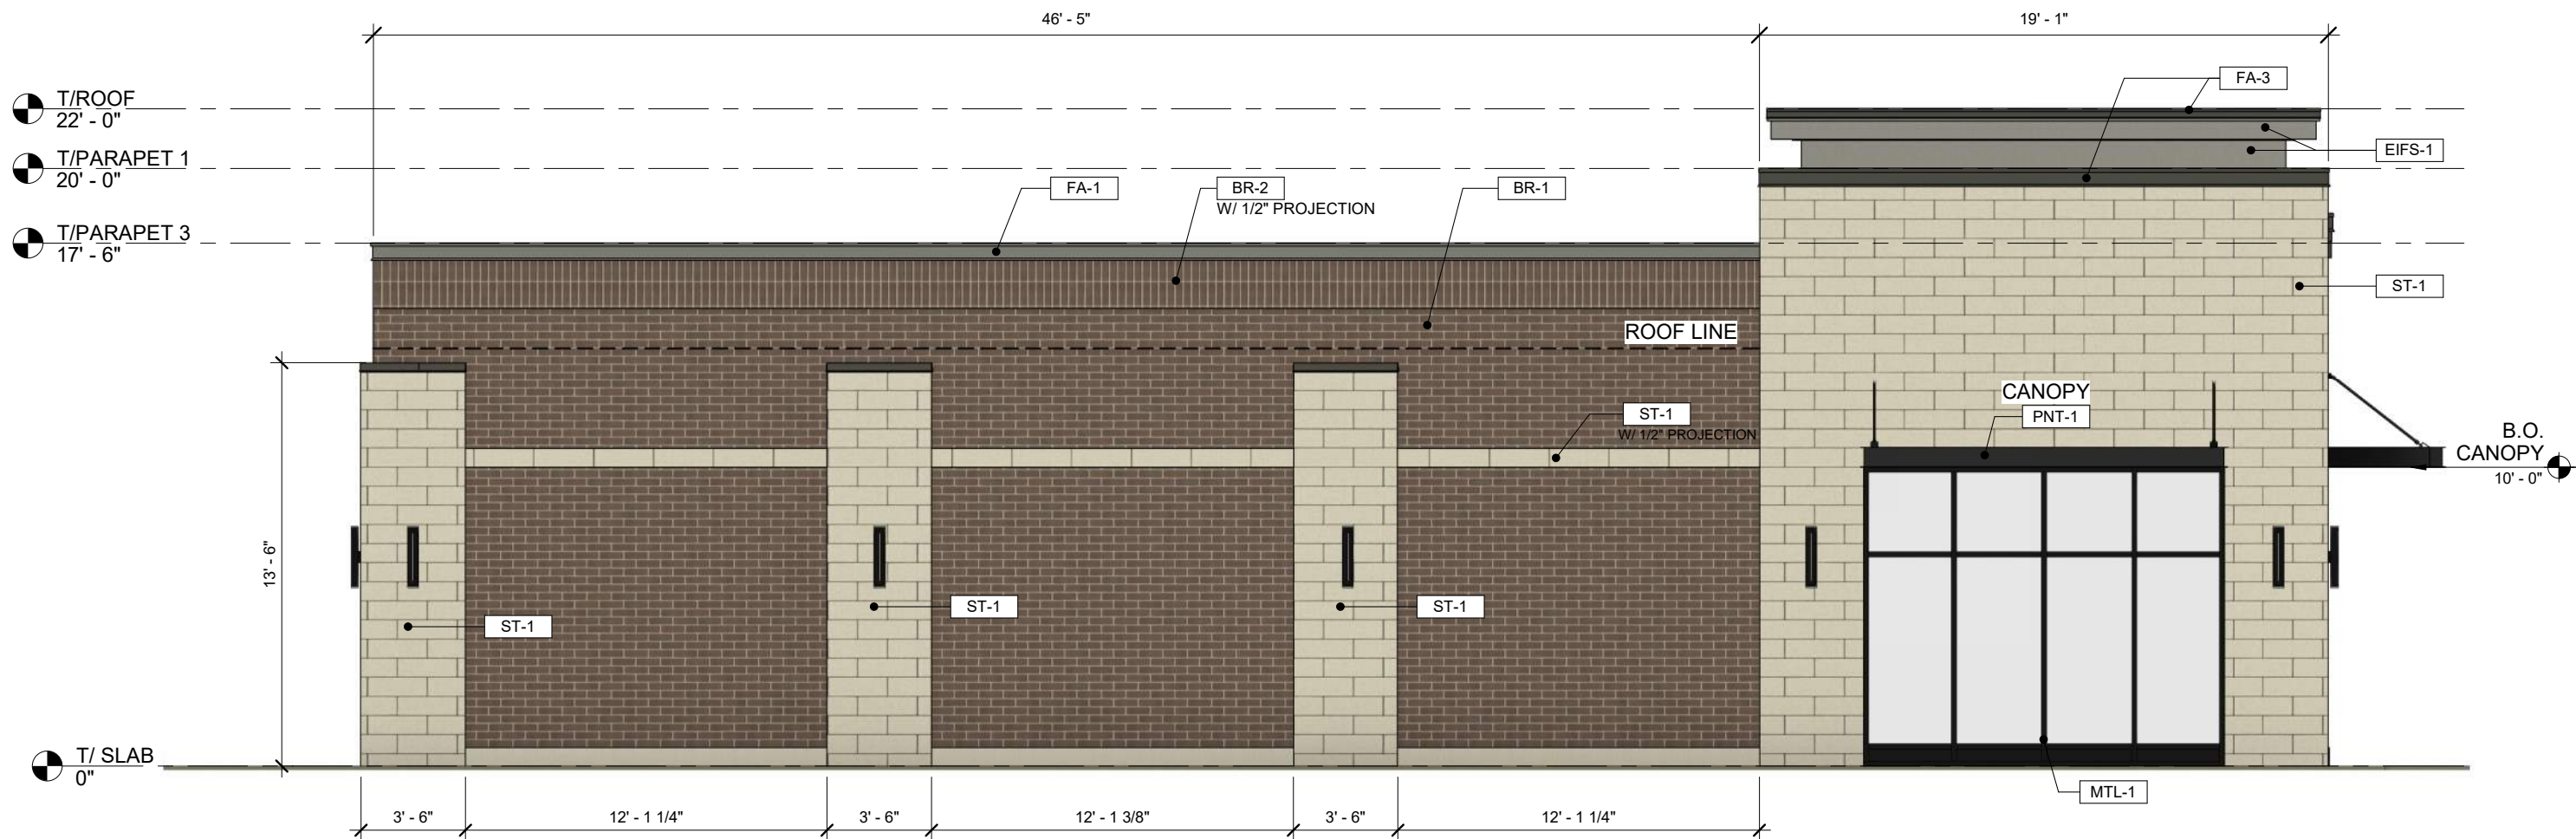 46' - 5"
19' - 1"
FA-3
T/ROOF
22' - 0"
EIFS-1
T/PARAPET 1
20' - 0"
FA-1
BR-2
W/ 1/2" PROJECTION
BR-1
T/PARAPET 3
17' - 6"
ST-1
ROOF LINE
CANOPY
PNT-1
ST-1
W/ 1/2" PROJECTION
B.O.
CANOPY
10' - 0"
13' - 6"
ST-1
ST-1
ST-1
T/ SLAB
0"
MTL-1
3' - 6"
12' - 1 1/4"
3' - 6"
12' - 1 3/8"
3' - 6"
12' - 1 1/4"